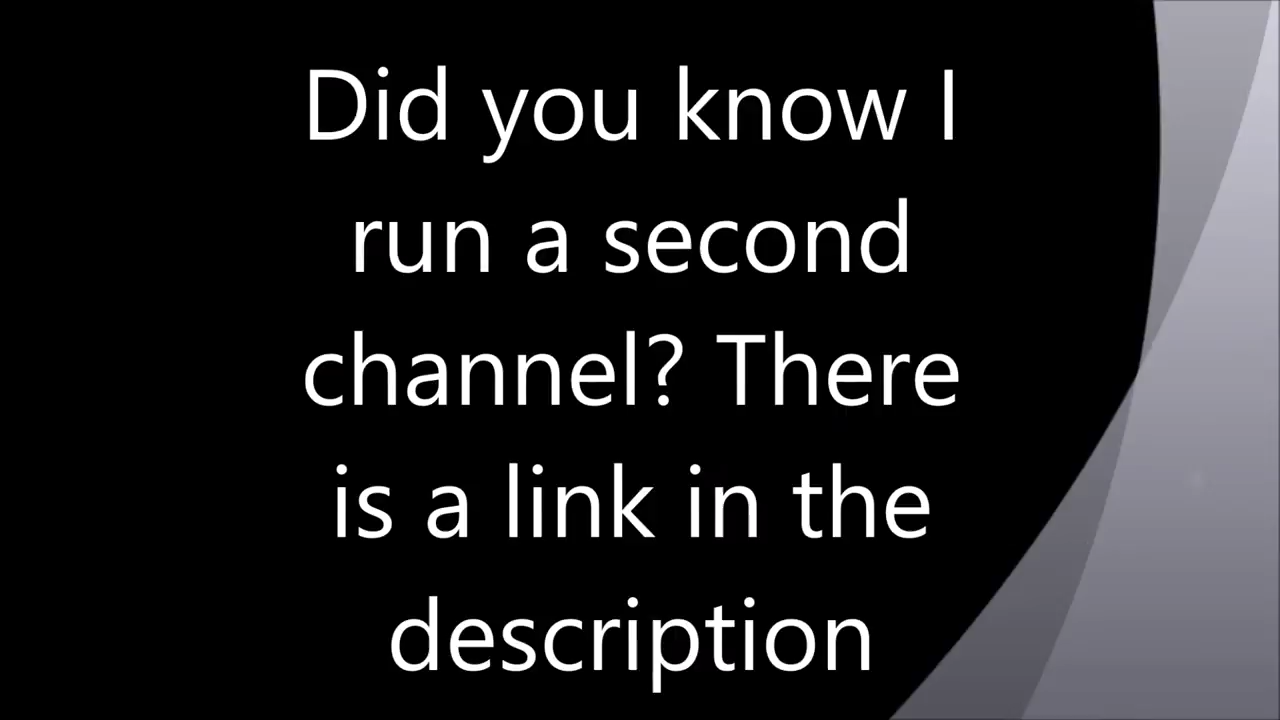 Did you know I
run a second
channel? There
is a link in the
description